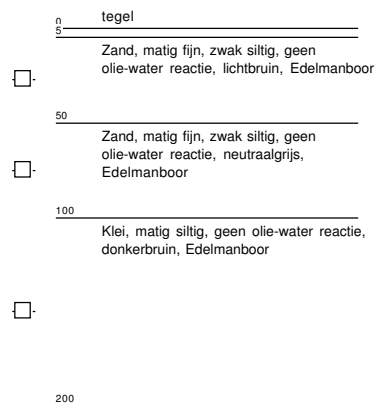 0
tegel
5
Zand, matig fijn, zwak siltig, geen
olie-water reactie, lichtbruin, Edelmanboor
50
Zand, matig fijn, zwak siltig, geen
olie-water reactie, neutraalgrijs,
Edelmanboor
100
Klei, matig siltig, geen olie-water reactie,
donkerbruin, Edelmanboor
200